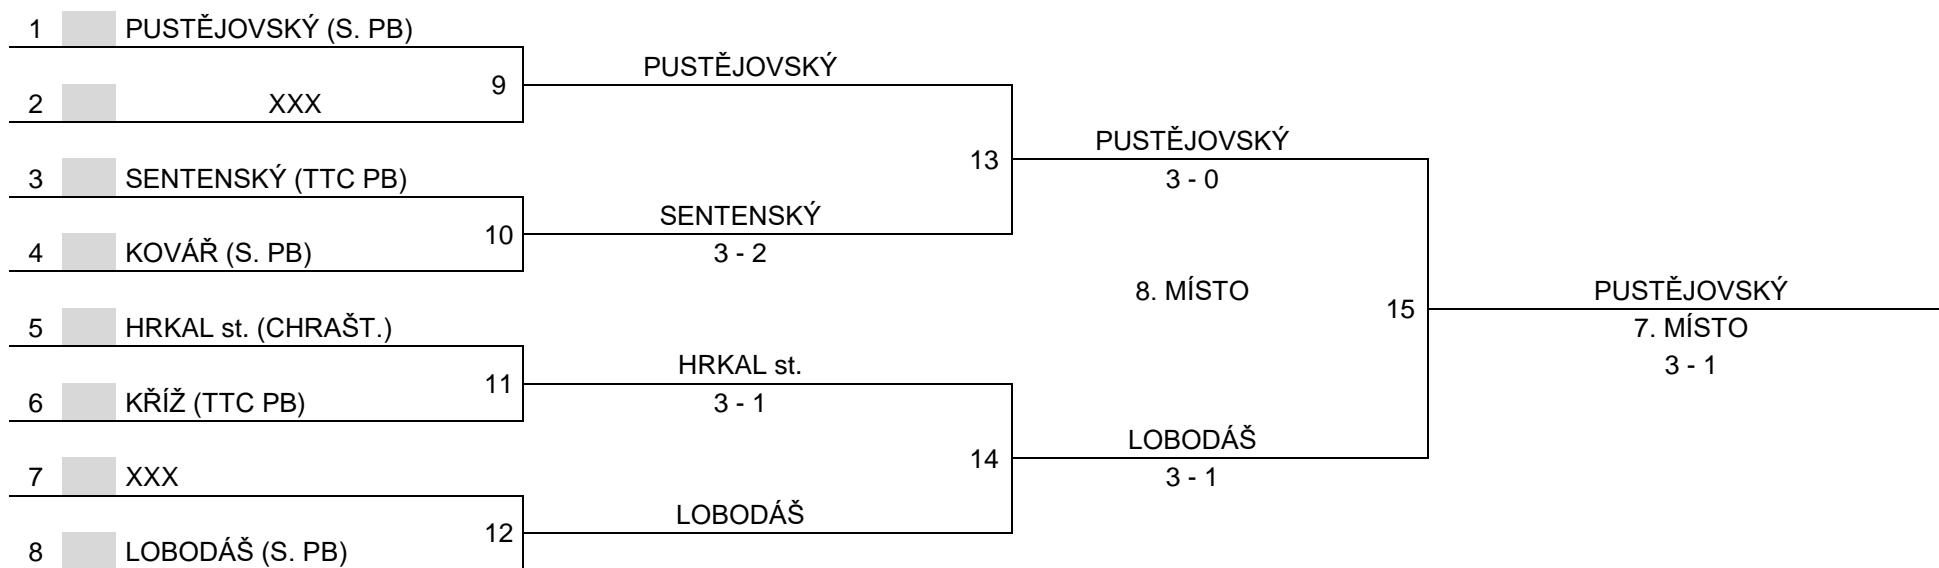 1 PUSTĚJOVSKÝ (S. PB)
PUSTĚJOVSKÝ
9
2 XXX
PUSTĚJOVSKÝ
13
3 SENTENSKÝ (TTC PB)
3 - 0
SENTENSKÝ
10
4 KOVÁŘ (S. PB)
3 - 2
8. MÍSTO
PUSTĚJOVSKÝ
15
5 HRKAL st. (CHRAŠT.)
7. MÍSTO
HRKAL st.
3 - 1
11
6 KŘÍŽ (TTC PB)
3 - 1
LOBODÁŠ
14
7 XXX
3 - 1
LOBODÁŠ
12
8 LOBODÁŠ (S. PB)